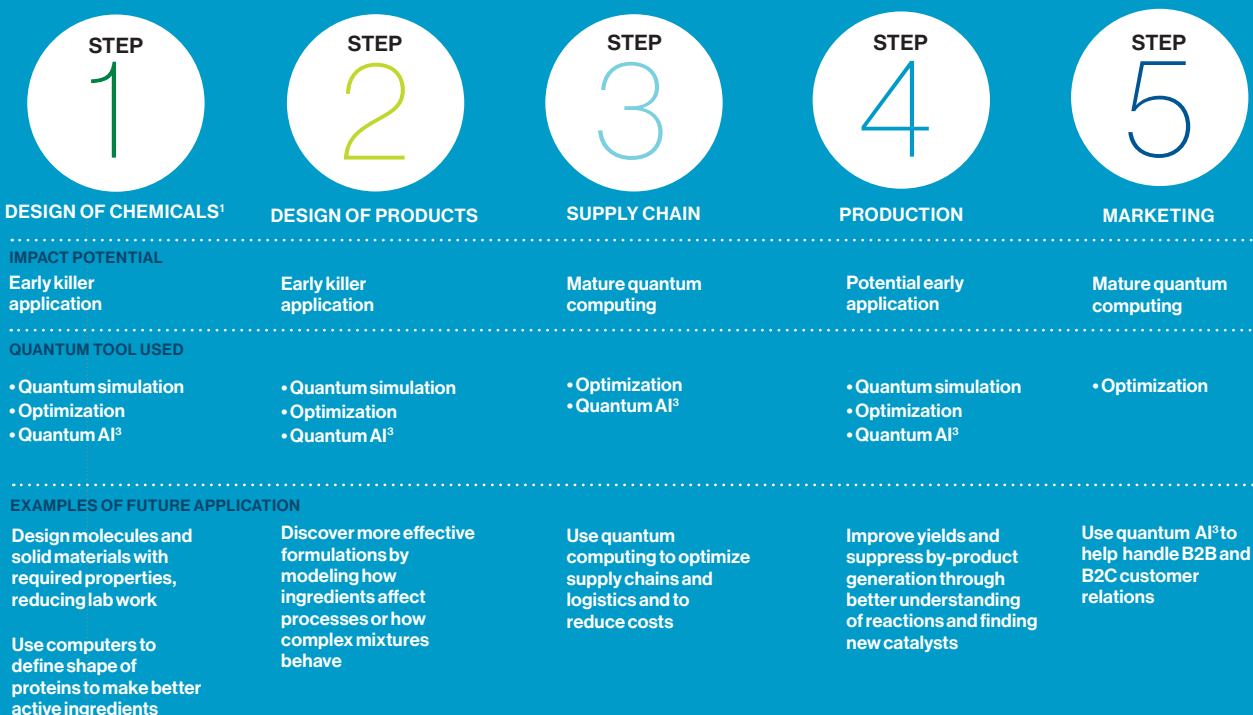 STEP
1
DESIGN OF CHEMICALS¹
STEP
2
DESIGN OF PRODUCTS
STEP
3
SUPPLY CHAIN
STEP
4
PRODUCTION
STEP
5
MARKETING
IMPACT POTENTIAL
Early killer
application
Early killer
application
Mature quantum
computing
Potential early
application
Mature quantum
computing
QUANTUM TOOL USED
• Quantum simulation
• Optimization
• Quantum AI³
• Quantum simulation
• Optimization
• Quantum AI³
• Optimization
• Quantum AI³
• Quantum simulation
• Optimization
• Quantum AI³
• Optimization
EXAMPLES OF FUTURE APPLICATION
Design molecules and
solid materials with
required properties,
reducing lab work
Use computers to
define shape of
proteins to make better
active ingredients
Discover more effective
formulations by
modeling how
ingredients affect
processes or how
complex mixtures
behave
Use quantum
computing to optimize
supply chains and
logistics and to
reduce costs
Improve yields and
suppress by-product
generation through
better understanding
of reactions and finding
new catalysts
Use quantum AI³ to
help handle B2B and
B2C customer
relations